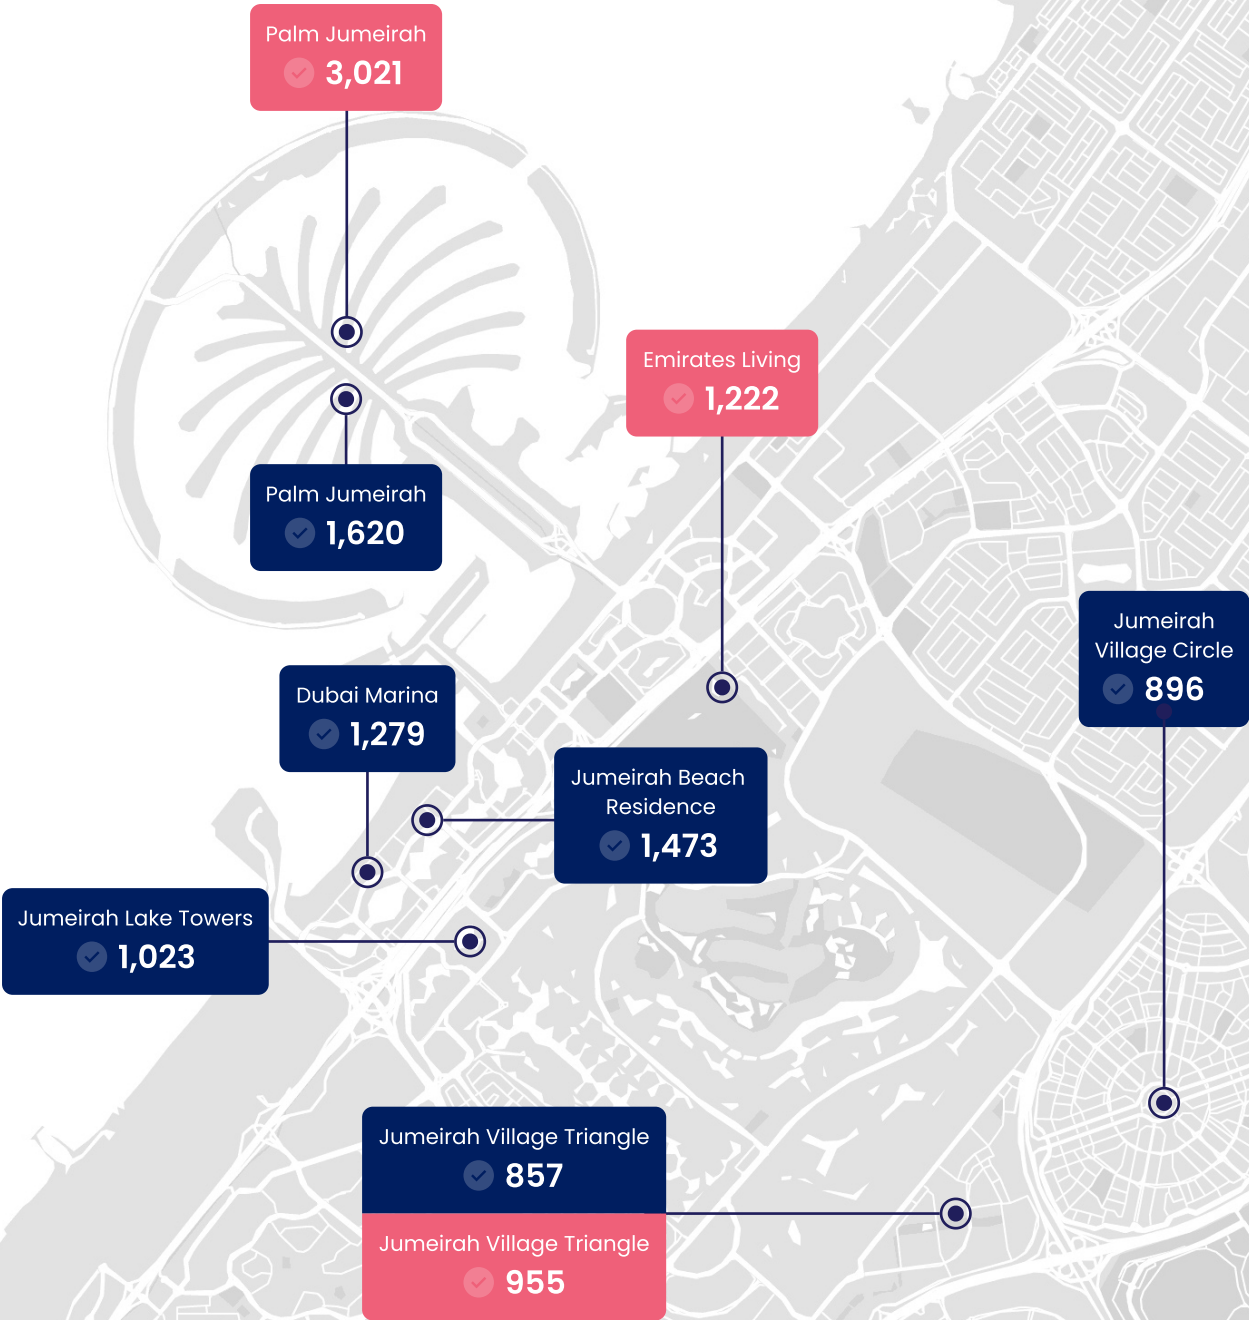 Palm Jumeirah
3,021
Emirates Living
1,222
Palm Jumeirah
1,620
Jumeirah
Village Circle
896
Dubai Marina
1,279
Jumeirah Beach
Residence
1,473
Jumeirah Lake Towers
1,023
Jumeirah Village Triangle
857
Jumeirah Village Triangle
955